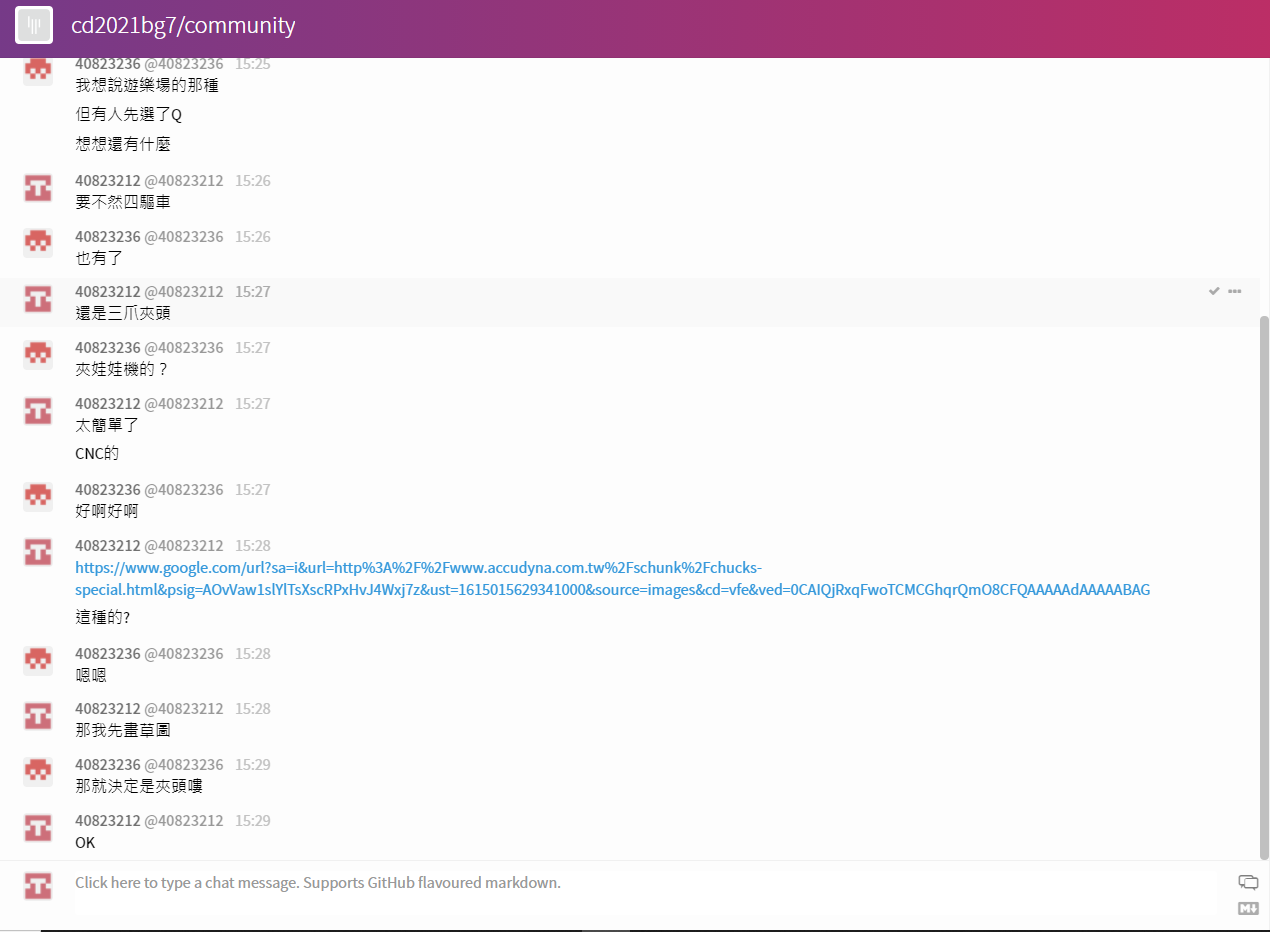 cd2021bg7/community
40823236 @40823236 15:25
我想說遊樂場的那種
但有人先選了Q
想想還有什麼
40823212 @40823212 15:26
要不然四驅車
40823236 @40823236 15:26
也有了
40823212 @40823212 15:27
還是三爪夾頭
40823236 @40823236 15:27
夾娃娃機的？
40823212 @40823212 15:27
太簡單了
CNC的
40823236 @40823236 15:27
好啊好啊
40823212 @40823212 15:28
https://www.google.com/url?sa=i&url=http%3A%2F%2Fwww.accudyna.com.tw%2Fschunk%2Fchucks-
special.html&psig=AOvVaw1slYlTsXscRPxHvJ4Wxj7z&ust=1615015629341000&source=images&cd=vfe&ved=0CAIQjRxqFwoTCMCGhqrQmO8CFQAAAAAdAAAAABAG
這種的?
40823236 @40823236 15:28
嗯嗯
40823212 @40823212 15:28
那我先畫草圖
40823236 @40823236 15:29
那就決定是夾頭嘍
40823212 @40823212 15:29
OK
Click here to type a chat message. Supports GitHub flavoured markdown.